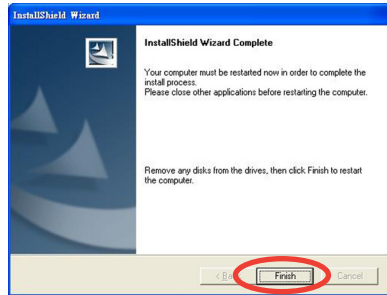 InstallShield Wizard
InstallShield Wizard Complete
Your computer must be restarted now in order to complete the
install process.
Please close other applications before restarting the computer.
Remove any disks from the drives, then click Finish to restart
the computer.
Finish
Cancel